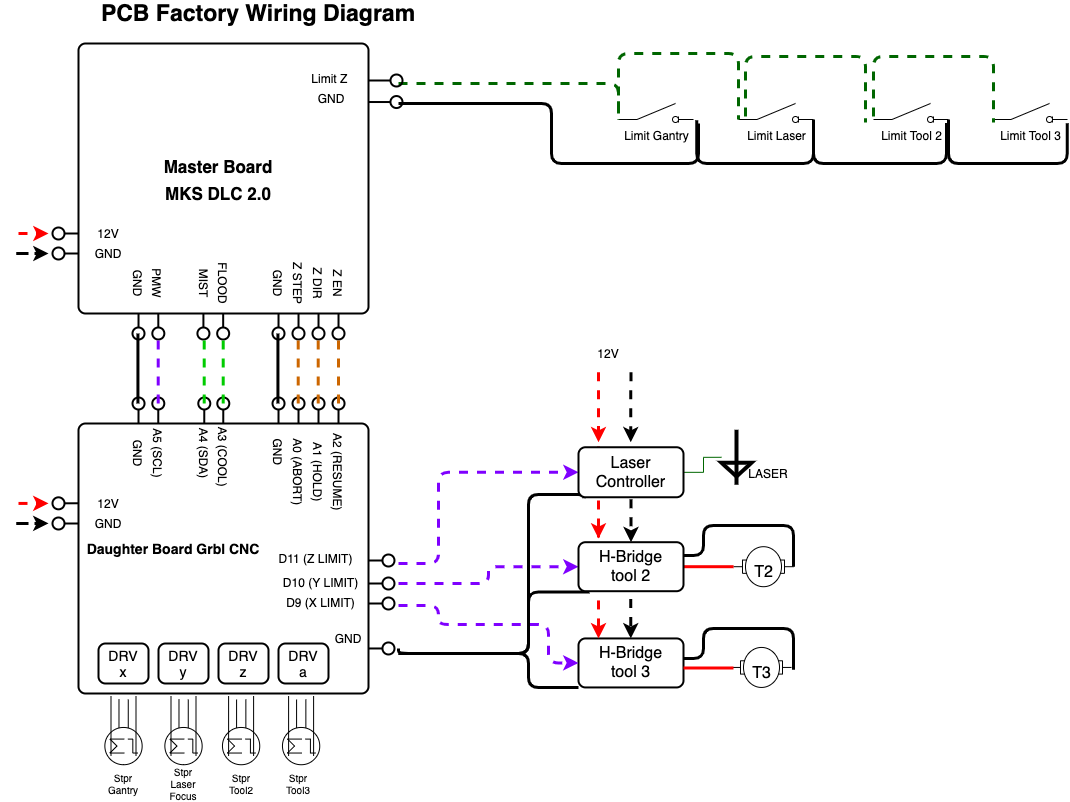 PCB Factory Wiring Diagram
Limit Z
GND
Limit Gantry
Limit Laser
Limit Tool 2
Limit Tool 3
Master Board
MKS DLC 2.0
12V
GND
GND
PMW
MIST
FLOOD
GND
Z STEP
Z DIR
Z EN
12V
GND
A5 (SCL)
A4 (SDA)
A3 (COOL)
GND
A0 (ABORT)
A1 (HOLD)
A2 (RESUME)
Laser
Controller
LASER
12V
GND
Daughter Board Grbl CNC
D11 (Z LIMIT)
D10 (Y LIMIT)
D9 (X LIMIT)
GND
H-Bridge
tool 2
T2
H-Bridge
tool 3
T3
DRV
x
DRV
y
DRV
z
DRV
a
Stpr
Gantry
Stpr
Laser
Focus
Stpr
Tool2
Stpr
Tool3